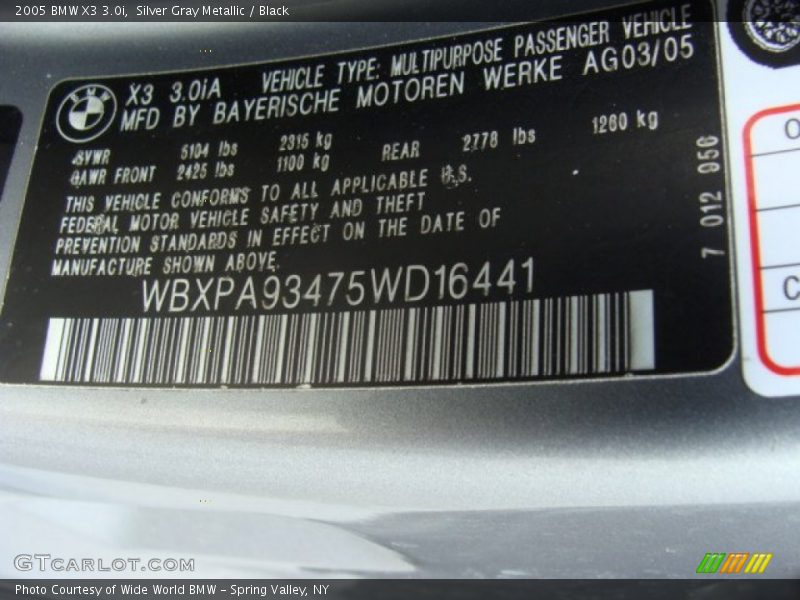 2005 BMW X3 3.0i, Silver Gray Metallic / Black
X3 3.0iA VEHICLE TYPE: MULTIPURPOSE PASSENGER VEHICLE
MFD BY BAYERISCHE MOTOREN WERKE AG03/05
GVWR 5104 lbs 2315 kg
GAWR FRONT 2425 lbs 1100 kg REAR 2778 lbs 1260 kg
THIS VEHICLE CONFORMS TO ALL APPLICABLE U.S.
FEDERAL MOTOR VEHICLE SAFETY AND THEFT
PREVENTION STANDARDS IN EFFECT ON THE DATE OF
MANUFACTURE SHOWN ABOVE.
7 012 956
WBXPA93475WD16441
GTCARLOT.COM
Photo Courtesy of Wide World BMW - Spring Valley, NY